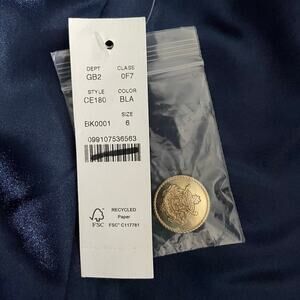 DEPT CLASS
GB2 0F7
STYLE COLOR
CE180 BLA
SIZE
BK0001 6
099107536563
FSC
RECYCLED
Paper
FSC® C117781